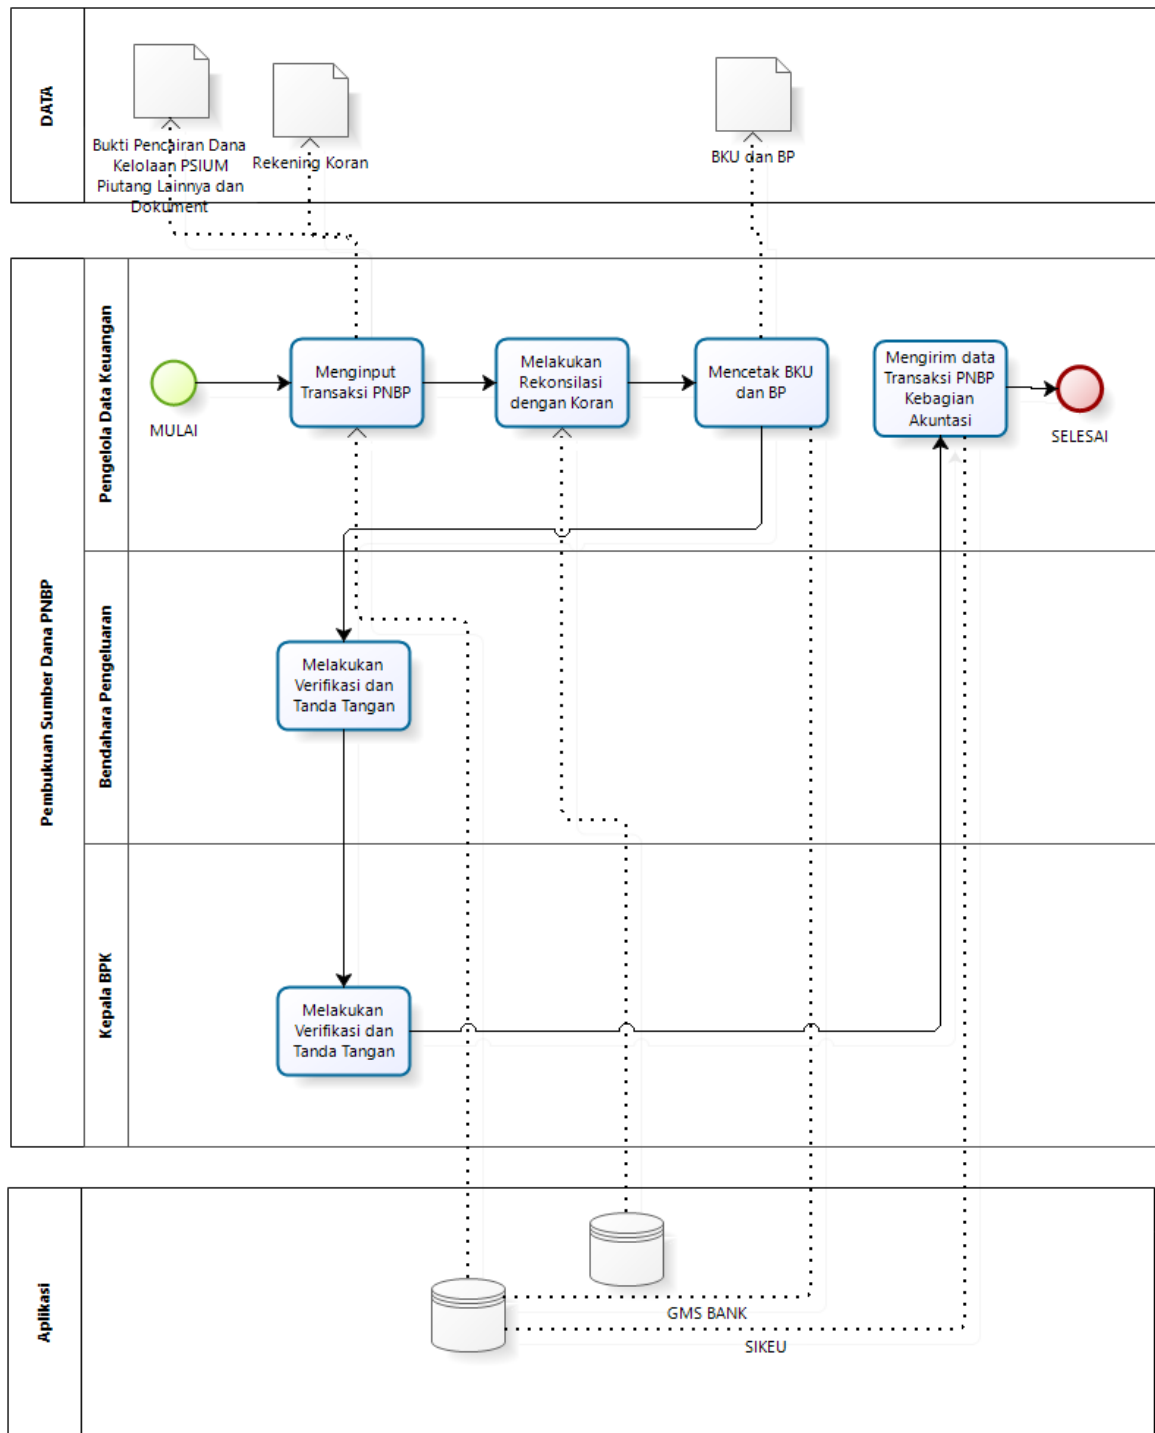 DATA
Bukti Pencairan Dana
Kelolaan PSIUM
Piutang Lainnya dan
Dokument
Rekening Koran
BKU dan BP
Pembukuan Sumber Dana PNBP
Pengelola Data Keuangan
MULAI
Menginput
Transaksi PNBP
Melakukan
Rekonsilasi
dengan Koran
Mencetak BKU
dan BP
Mengirim data
Transaksi PNBP
Kebagian
Akuntasi
SELESAI
Bendahara Pengeluaran
Melakukan
Verifikasi dan
Tanda Tangan
Kepala BPK
Melakukan
Verifikasi dan
Tanda Tangan
Aplikasi
GMS BANK
SIKEU